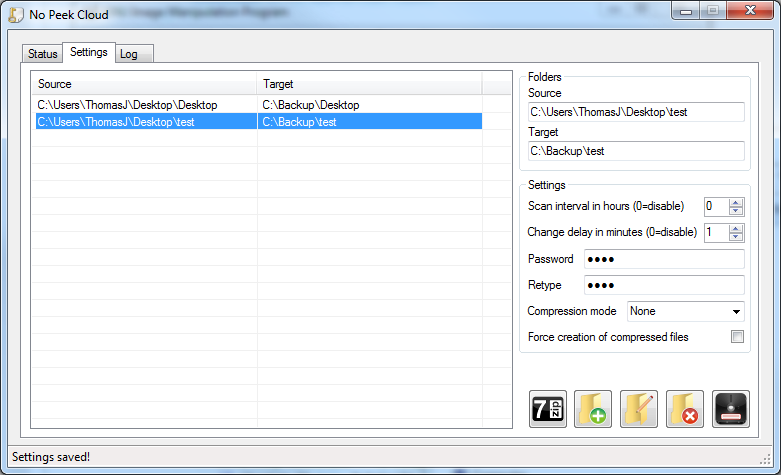 No Peek Cloud
Status Settings Log
Source Target
C:\Users\ThomasJ\Desktop\Desktop C:\Backup\Desktop
C:\Users\ThomasJ\Desktop\test C:\Backup\test
Folders
Source
C:\Users\ThomasJ\Desktop\test
Target
C:\Backup\test
Settings
Scan interval in hours (0=disable) 0
Change delay in minutes (0=disable) 1
Password ●●●●
Retype ●●●●
Compression mode None
Force creation of compressed files
7zip
Settings saved!